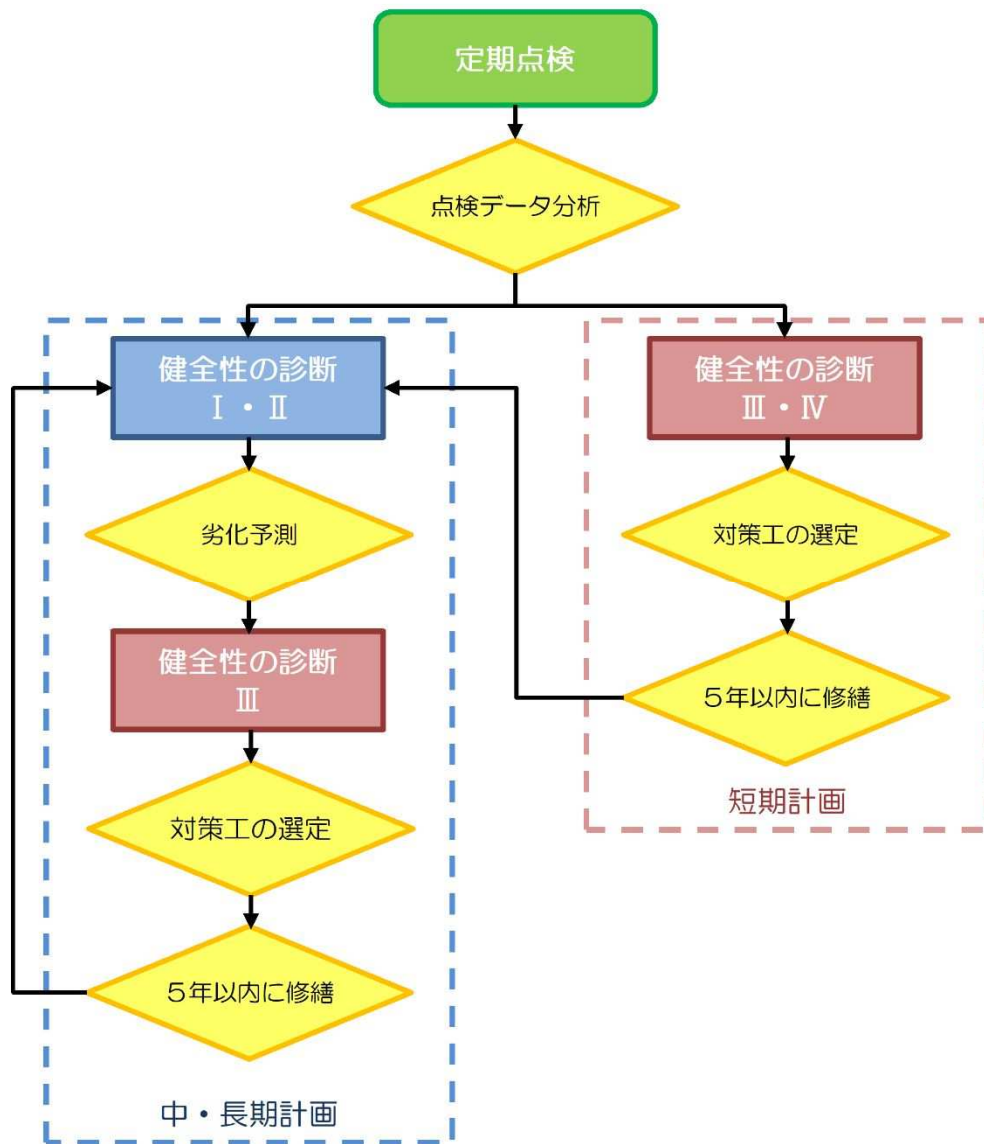 定期点検
点検データ分析
健全性の診断
Ⅰ・Ⅱ
劣化予測
健全性の診断
Ⅲ
対策工の選定
５年以内に修繕
中・長期計画
健全性の診断
Ⅲ・Ⅳ
対策工の選定
５年以内に修繕
短期計画